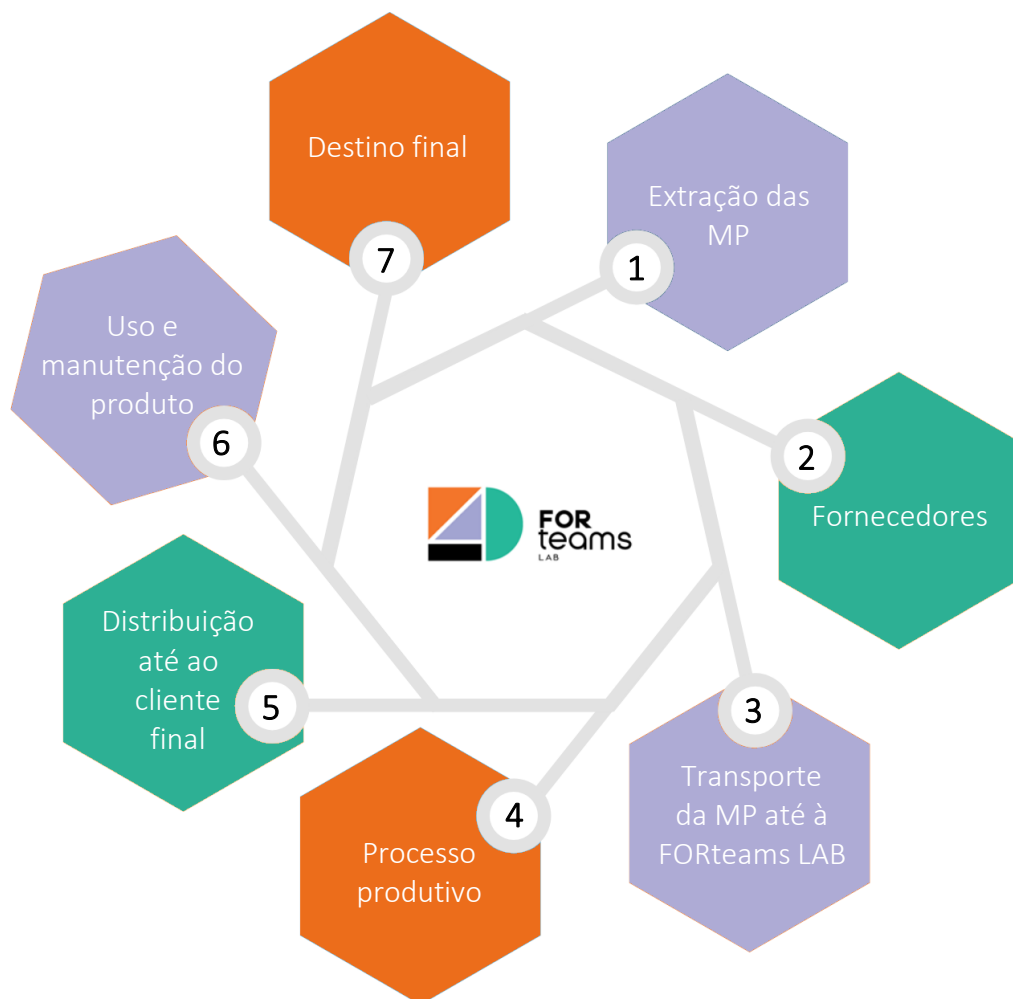 1
Extração das
MP
2
Fornecedores
3
Transporte
da MP até à
FORteams LAB
4
Processo
produtivo
5
Distribuição
até ao
cliente
final
6
Uso e
manutenção do
produto
7
Destino final
FOR
teams
LAB